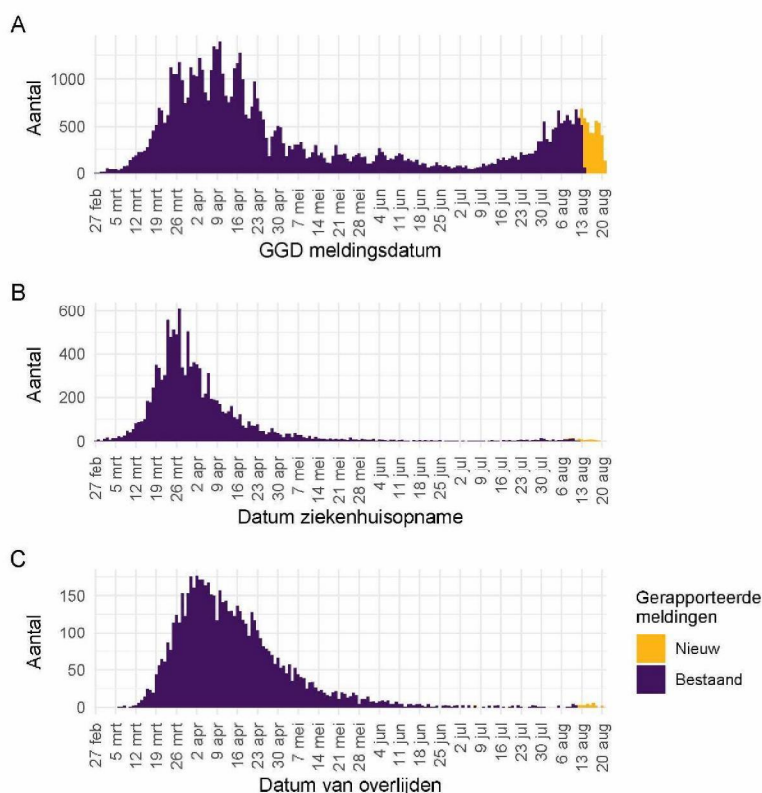 A
Aantal
1000
500
0
27 feb
5 mrt
12 mrt
19 mrt
26 mrt
2 apr
9 apr
16 apr
23 apr
30 apr
7 mei
14 mei
21 mei
28 mei
4 jun
11 jun
18 jun
25 jun
2 jul
9 jul
16 jul
23 jul
30 jul
6 aug
13 aug
20 aug
GGD meldingsdatum
B
Aantal
600
400
200
0
27 feb
5 mrt
12 mrt
19 mrt
26 mrt
2 apr
9 apr
16 apr
23 apr
30 apr
7 mei
14 mei
21 mei
28 mei
4 jun
11 jun
18 jun
25 jun
2 jul
9 jul
16 jul
23 jul
30 jul
6 aug
13 aug
20 aug
Datum ziekenhuisopname
C
Aantal
150
100
50
0
27 feb
5 mrt
12 mrt
19 mrt
26 mrt
2 apr
9 apr
16 apr
23 apr
30 apr
7 mei
14 mei
21 mei
28 mei
4 jun
11 jun
18 jun
25 jun
2 jul
9 jul
16 jul
23 jul
30 jul
6 aug
13 aug
20 aug
Datum van overlijden
Gerapporteerde
meldingen
Nieuw
Bestaand